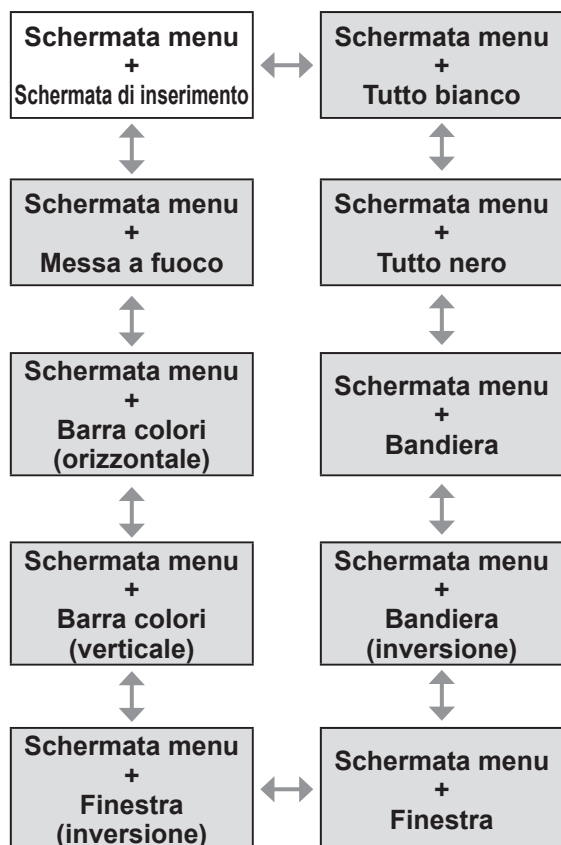 Schermata menu
+
Schermata di inserimento
Schermata menu
+
Tutto bianco
Schermata menu
+
Messa a fuoco
Schermata menu
+
Tutto nero
Schermata menu
+
Barra colori
(orizzontale)
Schermata menu
+
Bandiera
Schermata menu
+
Barra colori
(verticale)
Schermata menu
+
Bandiera
(inversione)
Schermata menu
+
Finestra
(inversione)
Schermata menu
+
Finestra